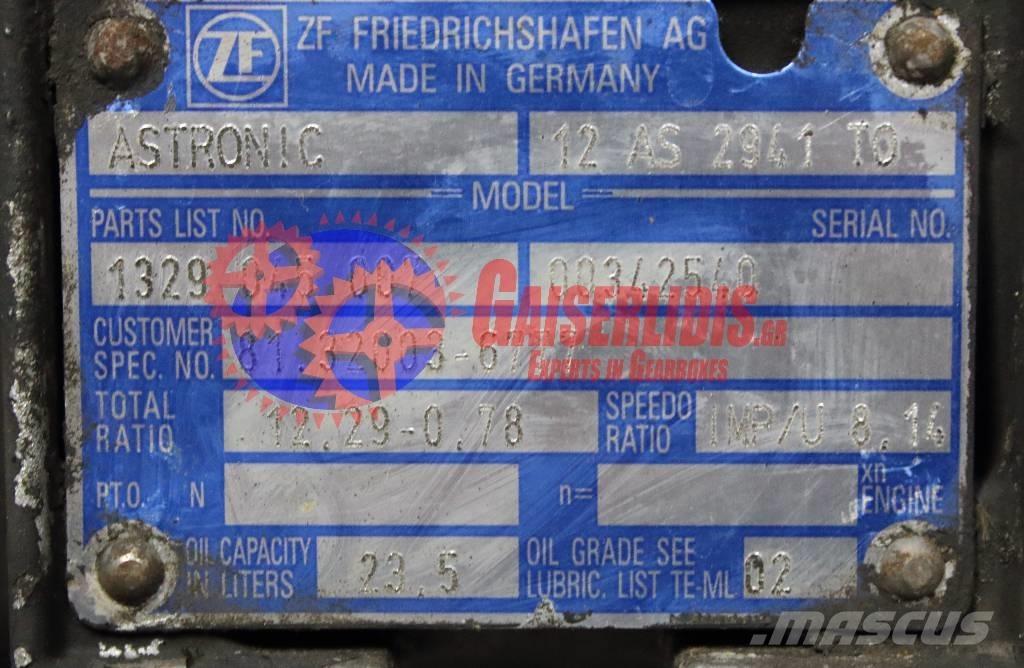 ZF ZF FRIEDRICHSHAFEN AG
MADE IN GERMANY
ASTRONIC 12 AS 2941 TO
MODEL
PARTS LIST NO. SERIAL NO.
1329
GAISERLIDIS.GR
EXPERTS IN GEARBOXES
CUSTOMER
SPEC. NO.
TOTAL
RATIO 12.29-0,78 SPEEDO
RATIO IMP/U 8,14
P.T.O. N n= xn
ENGINE
OIL CAPACITY
IN LITERS 23,5 OIL GRADE SEE
LUBRIC. LIST TE-ML 02
mascus